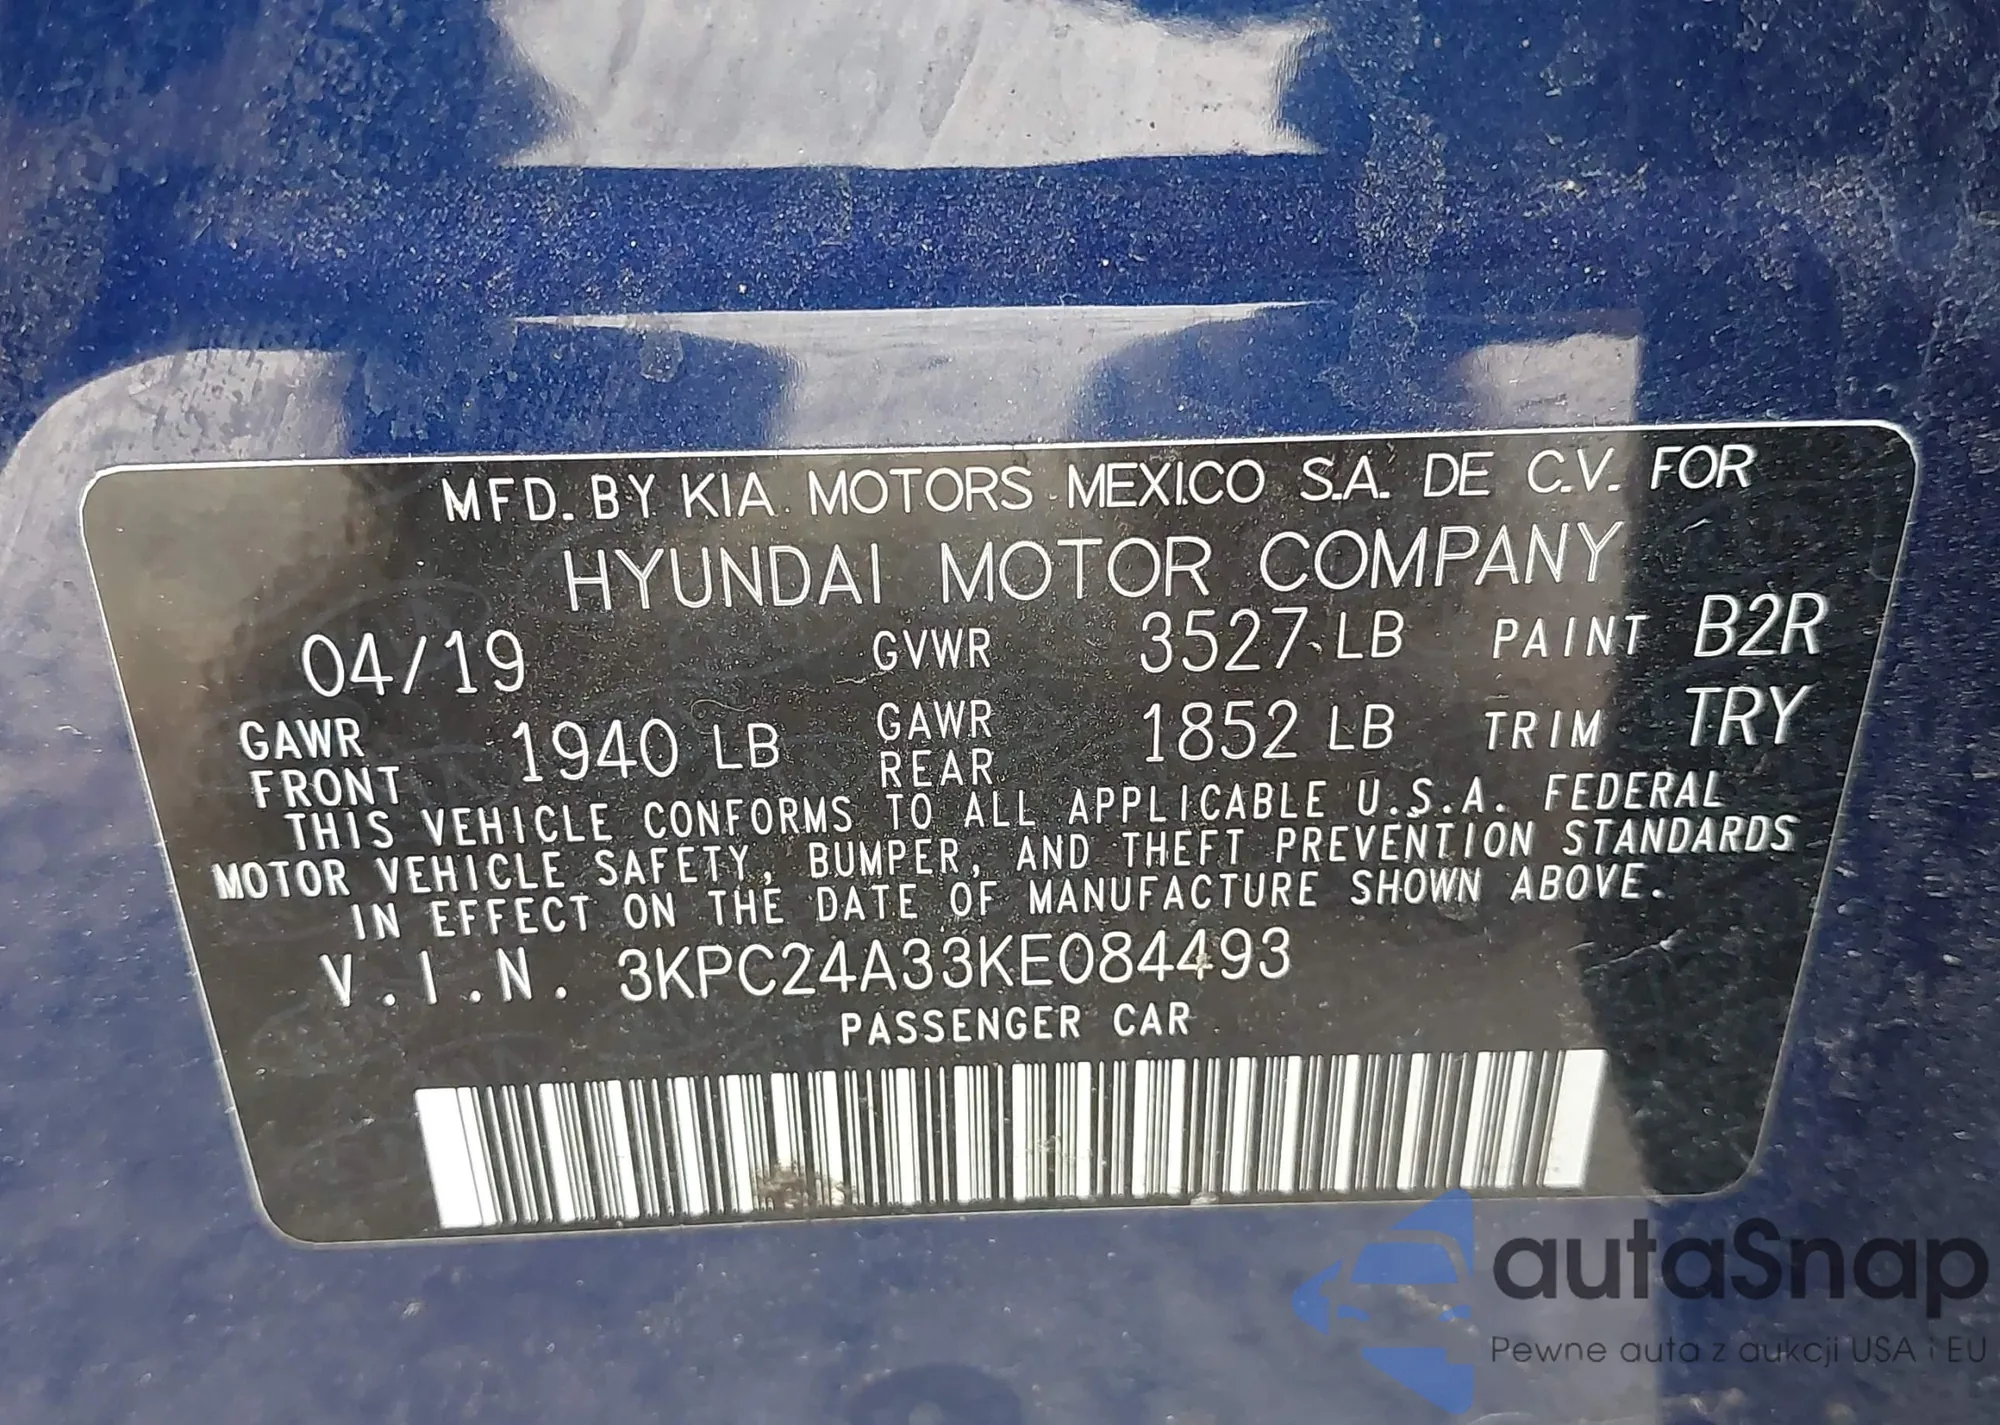 MFD. BY KIA MOTORS MEXICO S.A. DE C.V. FOR
HYUNDAI MOTOR COMPANY
04/19 GVWR 3527 LB PAINT B2R
GAWR FRONT 1940 LB GAWR REAR 1852 LB TRIM TRY
THIS VEHICLE CONFORMS TO ALL APPLICABLE U.S.A. FEDERAL
MOTOR VEHICLE SAFETY, BUMPER, AND THEFT PREVENTION STANDARDS
IN EFFECT ON THE DATE OF MANUFACTURE SHOWN ABOVE.
V.I.N. 3KPC24A33KE084493
PASSENGER CAR
autaSnap
Pewne auta z aukcji USA i EU